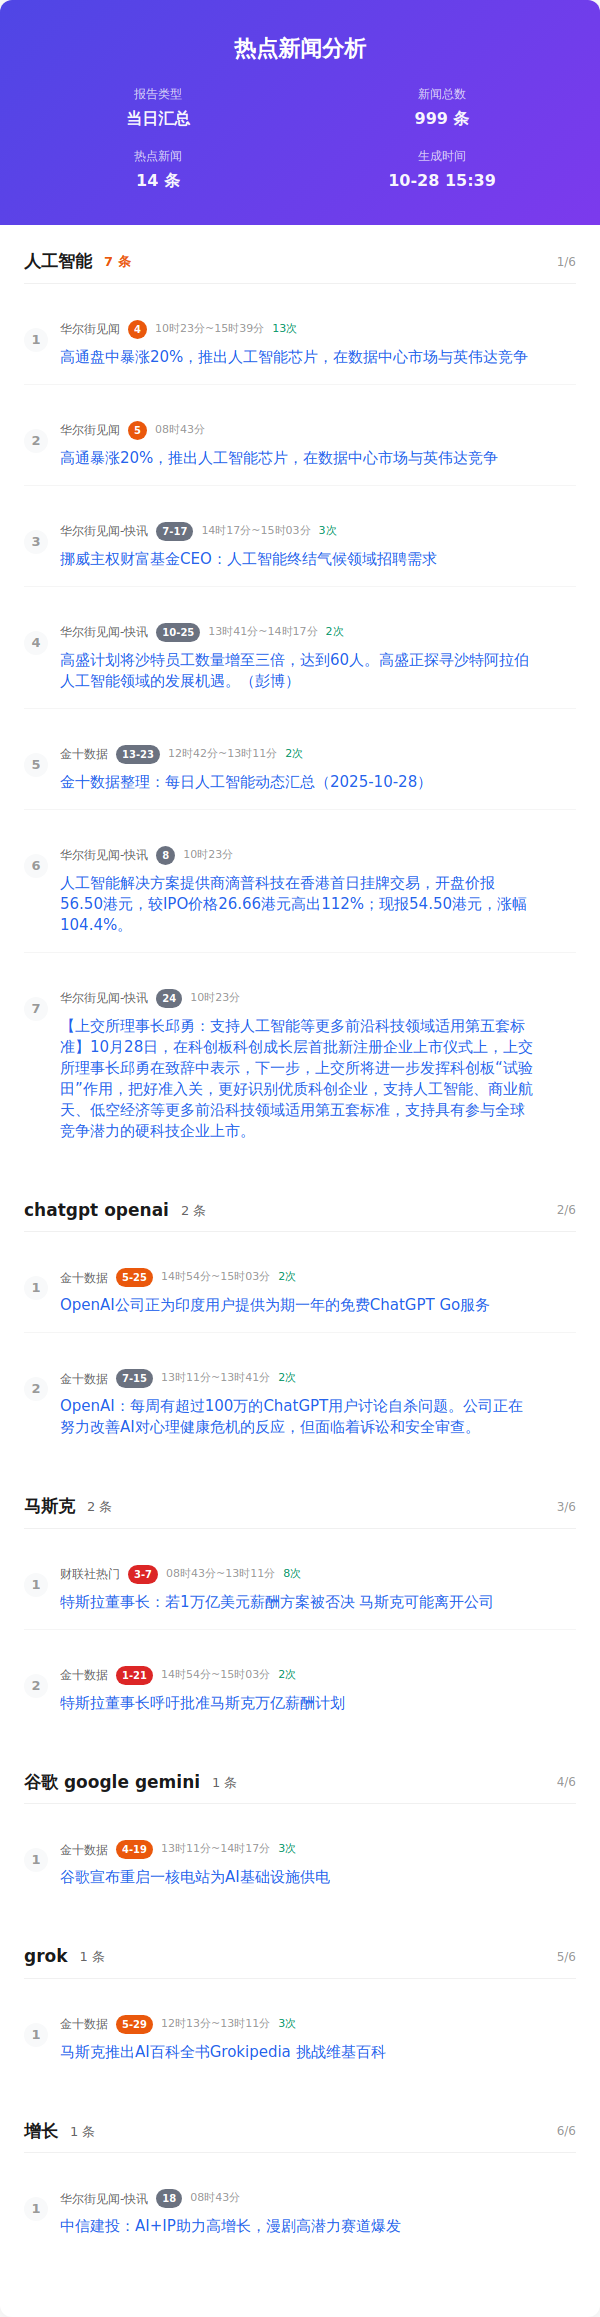 热点新闻分析
报告类型
新闻总数
当日汇总
999 条
热点新闻
生成时间
14 条
10-28 15:39
人工智能 7 条 1/6
1
华尔街见闻 4 10时23分~15时39分 13次
高通盘中暴涨20%，推出人工智能芯片，在数据中心市场与英伟达竞争
2
华尔街见闻 5 08时43分
高通暴涨20%，推出人工智能芯片，在数据中心市场与英伟达竞争
3
华尔街见闻-快讯 7-17 14时17分~15时03分 3次
挪威主权财富基金CEO：人工智能终结气候领域招聘需求
4
华尔街见闻-快讯 10-25 13时41分~14时17分 2次
高盛计划将沙特员工数量增至三倍，达到60人。高盛正探寻沙特阿拉伯
人工智能领域的发展机遇。（彭博）
5
金十数据 13-23 12时42分~13时11分 2次
金十数据整理：每日人工智能动态汇总（2025-10-28）
6
华尔街见闻-快讯 8 10时23分
人工智能解决方案提供商滴普科技在香港首日挂牌交易，开盘价报
56.50港元，较IPO价格26.66港元高出112%；现报54.50港元，涨幅
104.4%。
7
华尔街见闻-快讯 24 10时23分
【上交所理事长邱勇：支持人工智能等更多前沿科技领域适用第五套标
准】10月28日，在科创板科创成长层首批新注册企业上市仪式上，上交
所理事长邱勇在致辞中表示，下一步，上交所将进一步发挥科创板“试验
田”作用，把好准入关，更好识别优质科创企业，支持人工智能、商业航
天、低空经济等更多前沿科技领域适用第五套标准，支持具有参与全球
竞争潜力的硬科技企业上市。
chatgpt openai 2 条 2/6
1
金十数据 5-25 14时54分~15时03分 2次
OpenAI公司正为印度用户提供为期一年的免费ChatGPT Go服务
2
金十数据 7-15 13时11分~13时41分 2次
OpenAI：每周有超过100万的ChatGPT用户讨论自杀问题。公司正在
努力改善AI对心理健康危机的反应，但面临着诉讼和安全审查。
马斯克 2 条 3/6
1
财联社热门 3-7 08时43分~13时11分 8次
特斯拉董事长：若1万亿美元薪酬方案被否决 马斯克可能离开公司
2
金十数据 1-21 14时54分~15时03分 2次
特斯拉董事长呼吁批准马斯克万亿薪酬计划
谷歌 google gemini 1 条 4/6
1
金十数据 4-19 13时11分~14时17分 3次
谷歌宣布重启一核电站为AI基础设施供电
grok 1 条 5/6
1
金十数据 5-29 12时13分~13时11分 3次
马斯克推出AI百科全书Grokipedia 挑战维基百科
增长 1 条 6/6
1
华尔街见闻-快讯 18 08时43分
中信建投：AI+IP助力高增长，漫剧高潜力赛道爆发